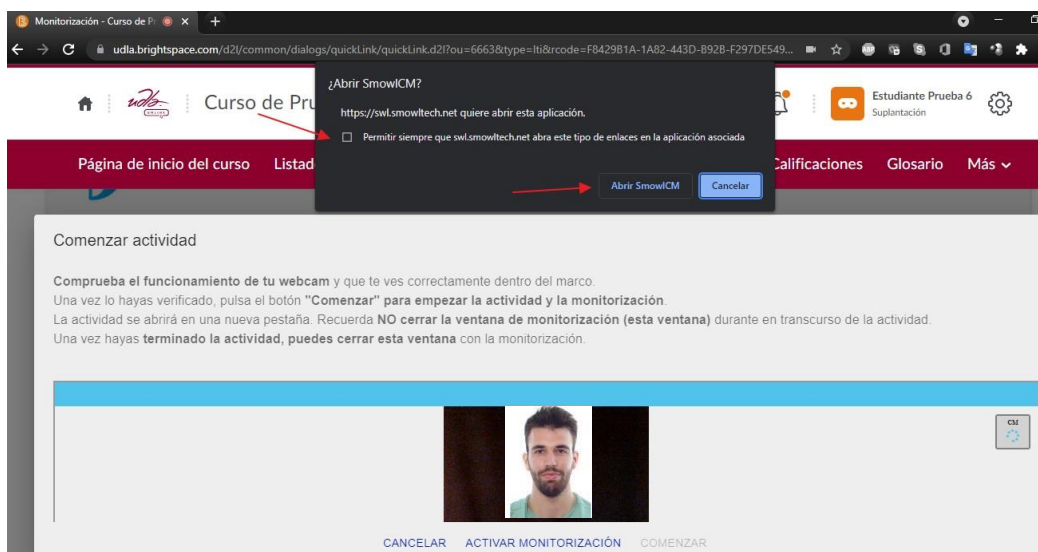 Monitorización - Curso de P
udla.brightspace.com/d2l/common/dialogs/quickLink/quickLink.d2l?ou=6663&type=lti&rcode=F8429B1A-1A82-443D-B92B-F297DE549...
¿Abrir SmowlCM?
https://swl.smowltech.net quiere abrir esta aplicación.
Permitir siempre que swl.smowltech.net abra este tipo de enlaces en la aplicación asociada
Abrir SmowlCM Cancelar
udla- Curso de Pru Estudiante Prueba 6
ONLINE Suplantación
Página de inicio del curso Listad Calificaciones Glosario Más
Comenzar actividad
Comprueba el funcionamiento de tu webcam y que te ves correctamente dentro del marco.
Una vez lo hayas verificado, pulsa el botón "Comenzar" para empezar la actividad y la monitorización.
La actividad se abrirá en una nueva pestaña. Recuerda NO cerrar la ventana de monitorización (esta ventana) durante en transcurso de la actividad.
Una vez hayas terminado la actividad, puedes cerrar esta ventana con la monitorización.
CM
CANCELAR ACTIVAR MONITORIZACIÓN COMENZAR